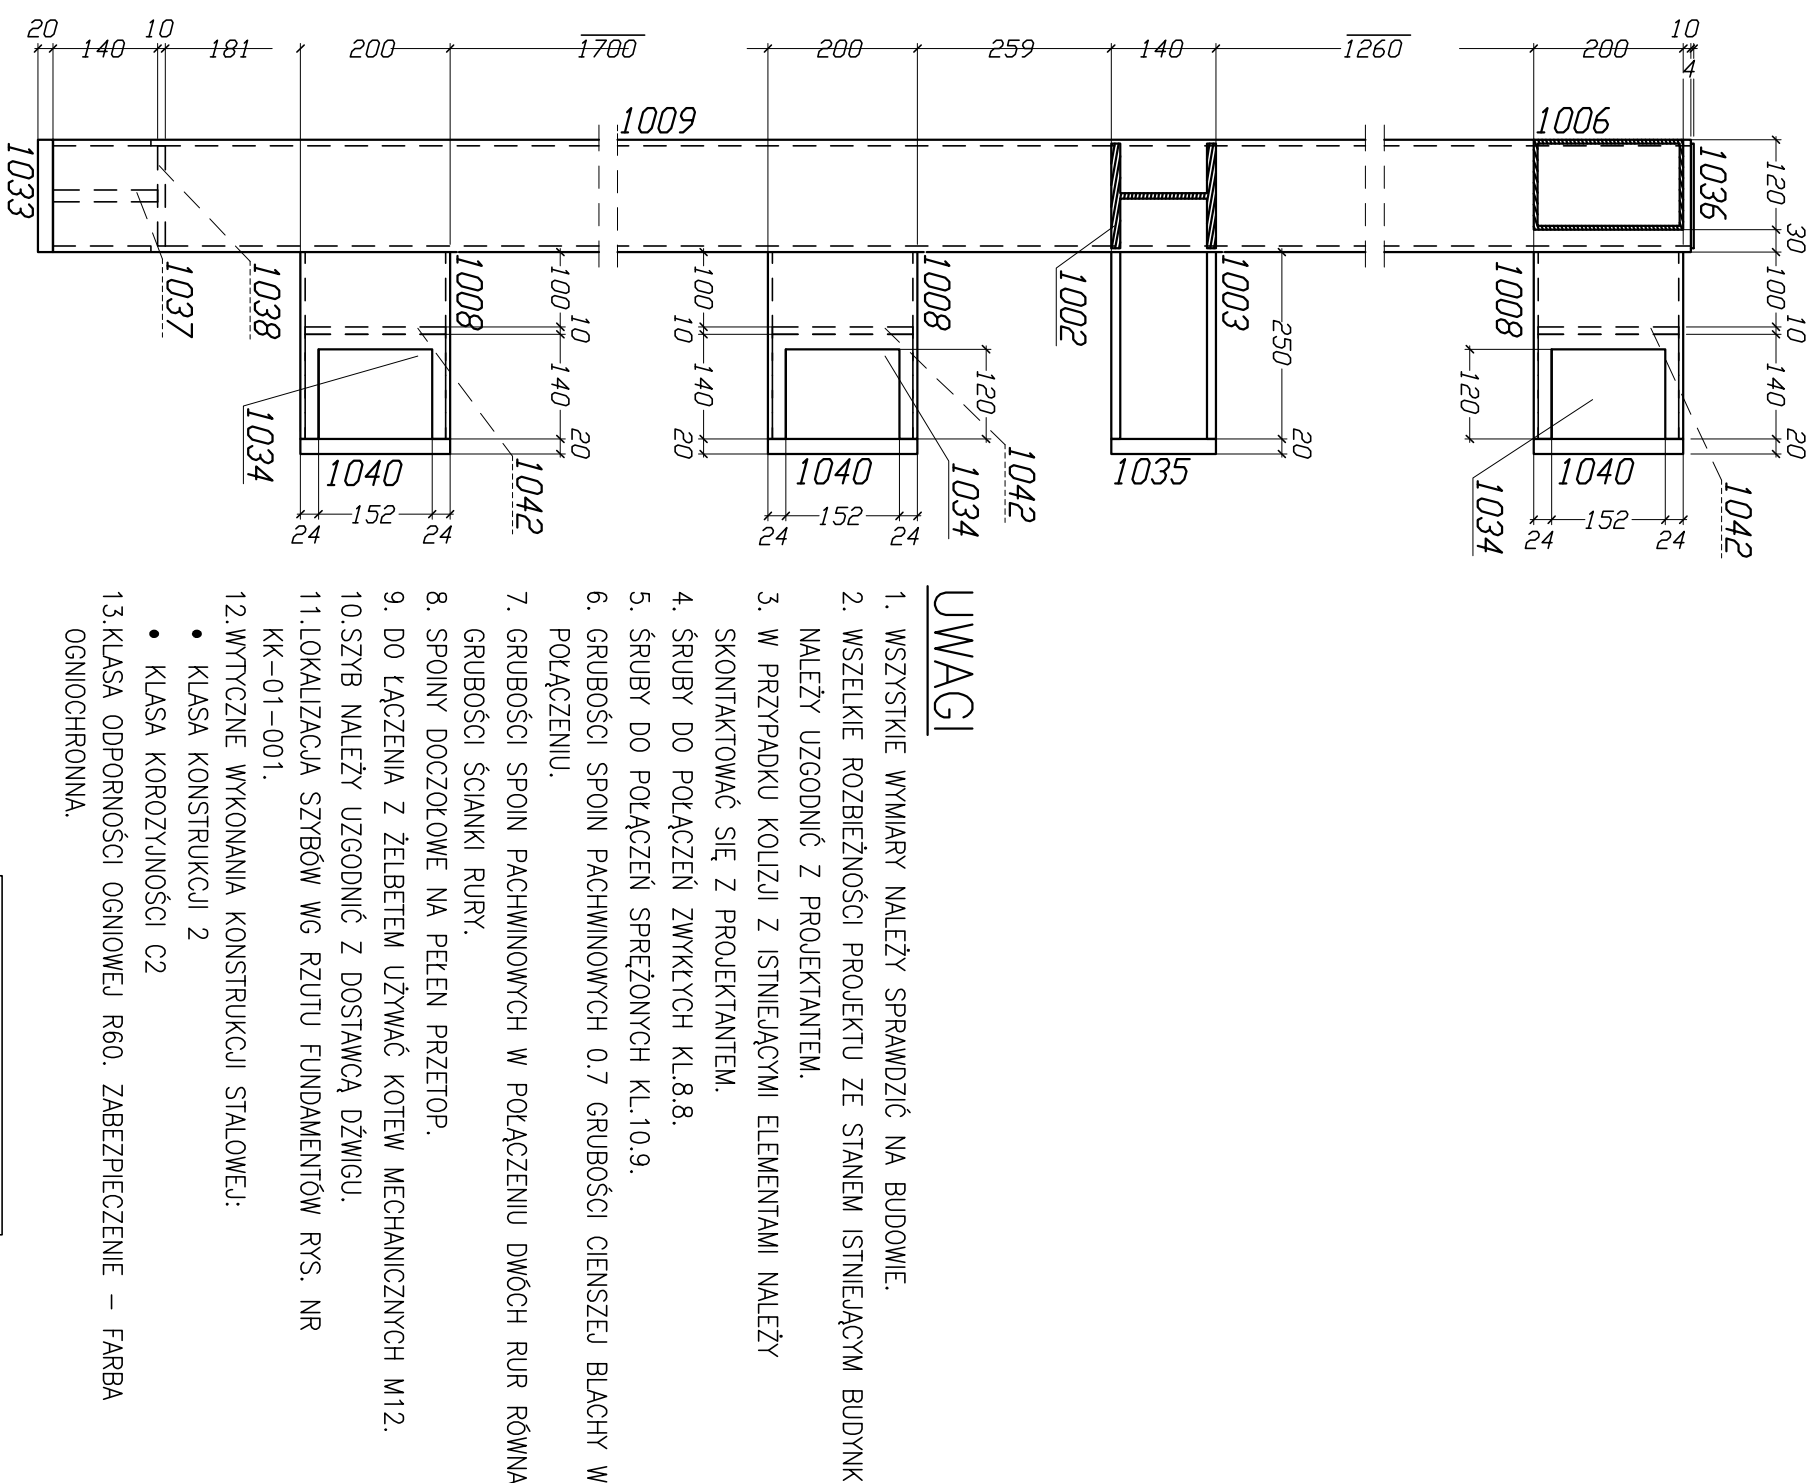 20
140
10
181
200
1700
200
259
140
1260
200
10
4
1009
1006
1033
1037
1038
1008
1008
1002
1003
1008
1036
120
30
100
10
140
20
100
10
140
20
100
10
140
20
120
250
20
120
1034
1040
1042
1040
1034
1042
1035
1040
1034
1042
24
152
24
24
152
24
24
152
24
UWAGI
1. WSZYSTKIE WYMIARY NALEŻY SPRAWDZIĆ NA BUDOWIE.
2. WSZELKIE ROZBIEŻNOŚCI PROJEKTU ZE STANEM ISTNIEJĄCYM BUDYNK
NALEŻY UZGODNIĆ Z PROJEKTANTEM.
3. W PRZYPADKU KOLIZJI Z ISTNIEJĄCYMI ELEMENTAMI NALEŻY
SKONTAKTOWAĆ SIĘ Z PROJEKTANTEM.
4. ŚRUBY DO POŁĄCZEŃ ZWYKŁYCH KL.8.8.
5. ŚRUBY DO POŁĄCZEŃ SPRĘŻONYCH KL.10.9.
6. GRUBOŚCI SPOIN PACHWINOWYCH 0.7 GRUBOŚCI CIENSZEJ BLACHY W
POŁĄCZENIU.
7. GRUBOŚCI SPOIN PACHWINOWYCH W POŁĄCZENIU DWÓCH RUR RÓWNA
GRUBOŚCI ŚCIANKI RURY.
8. SPOINY DOCZOŁOWE NA PEŁEN PRZETOP.
9. DO ŁĄCZENIA Z ŻELBETEM UŻYWAĆ KOTEW MECHANICZNYCH M12.
10.SZYB NALEŻY UZGODNIĆ Z DOSTAWCĄ DŹWIGU.
11.LOKALIZACJA SZYBÓW WG RZUTU FUNDAMENTÓW RYS. NR
KK-01-001.
12.WYTYCZNE WYKONANIA KONSTRUKCJI STALOWEJ:
• KLASA KONSTRUKCJI 2
• KLASA KOROZYJNOŚCI C2
13.KLASA ODPORNOŚCI OGNIOWEJ R60. ZABEZPIECZENIE - FARBA
OGNIOCHRONNA.